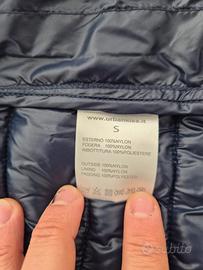 www.urbanklea.it
S
ESTERNO 100%NYLON
FODERA 100%NYLON
IMBOTTITURA 100%POLIESTERE
OUTSIDE 100%NYLON
LINING 100%NYLON
PADDING 100%POLYESTER
subito